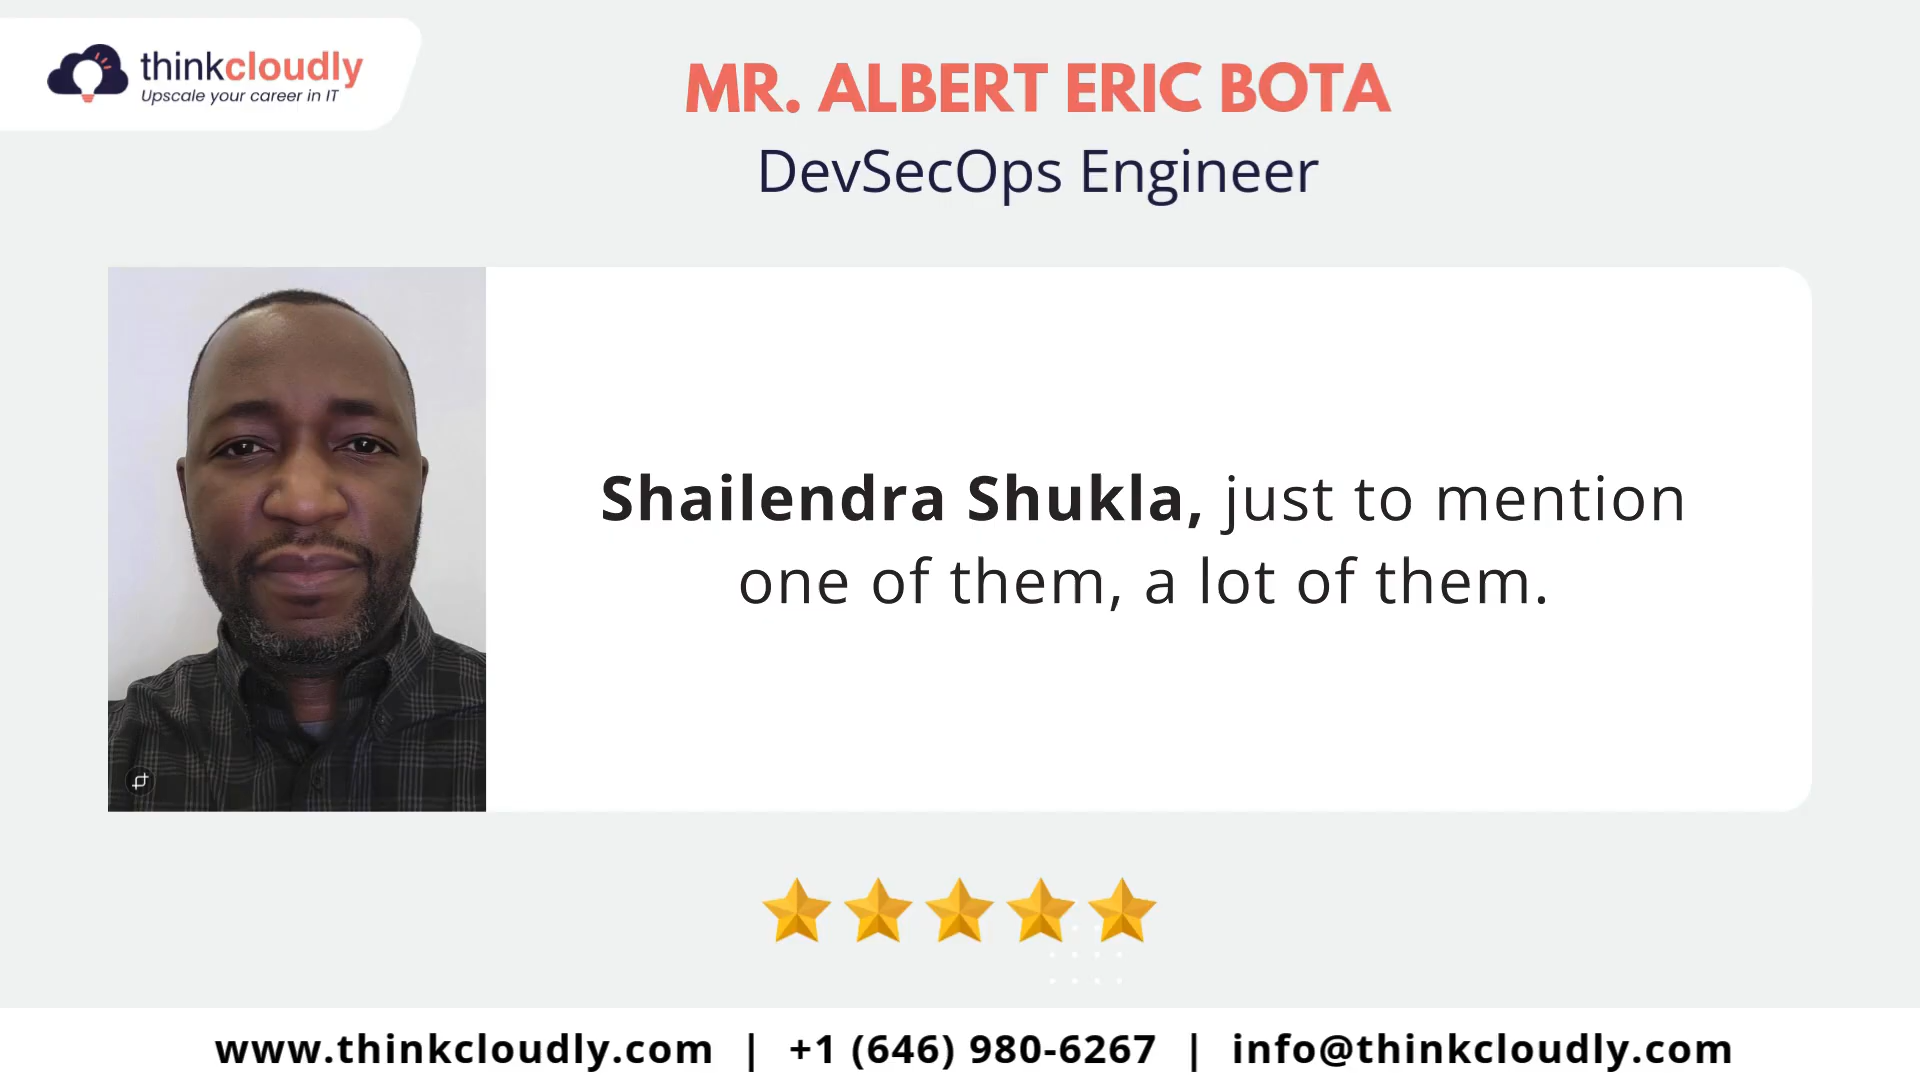 thinkcloudly
Upscale your career in IT
MR. ALBERT ERIC BOTA
DevSecOps Engineer
Shailendra Shukla, just to mention
one of them, a lot of them.
www.thinkcloudly.com | +1 (646) 980-6267 | info@thinkcloudly.com